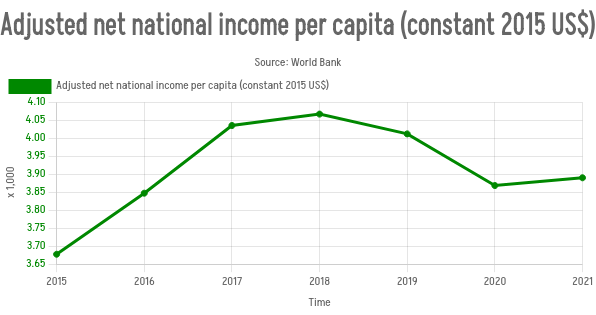 Adjusted net national income per capita (constant 2015 US$)
Source: World Bank
Adjusted net national income per capita (constant 2015 US$)
4.10
4.05
4.00
3.95
3.90
3.85
3.80
3.75
3.70
3.65
x 1,000
2015 2016 2017 2018 2019 2020 2021
Time